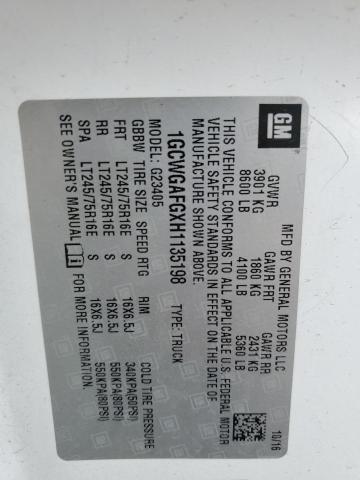 GM
MFD BY GENERAL MOTORS LLC
10/16
GVWR GAWR FRT GAWR RR
3901 KG 1860 KG 2431 KG
8600 LB 4100 LB 5360 LB
THIS VEHICLE CONFORMS TO ALL APPLICABLE U.S. FEDERAL MOTOR
VEHICLE SAFETY STANDARDS IN EFFECT ON THE DATE OF
MANUFACTURE SHOWN ABOVE.
1GCWGAFGXH1135198 TYPE: TRUCK
G23405
GBBW TIRE SIZE SPEED RTG RIM COLD TIRE PRESSURE
FRT LT245/75R16E S 16X6.5J 340KPA(50PSI)
RR LT245/75R16E S 16X6.5J 550KPA(80PSI)
SPA LT245/75R16E S 16X6.5J 550KPA(80PSI)
SEE OWNER'S MANUAL FOR MORE INFORMATION.